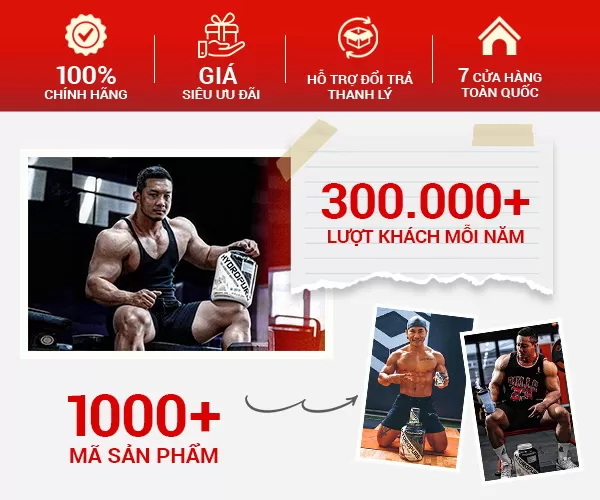 100%
CHÍNH HÃNG
GIÁ
SIÊU ƯU ĐÃI
HỖ TRỢ ĐỔI TRẢ
THANH LÝ
7 CỬA HÀNG
TOÀN QUỐC
300.000+
LƯỢT KHÁCH MỖI NĂM
HYDROPURE
BULLS
1000+
MÃ SẢN PHẨM